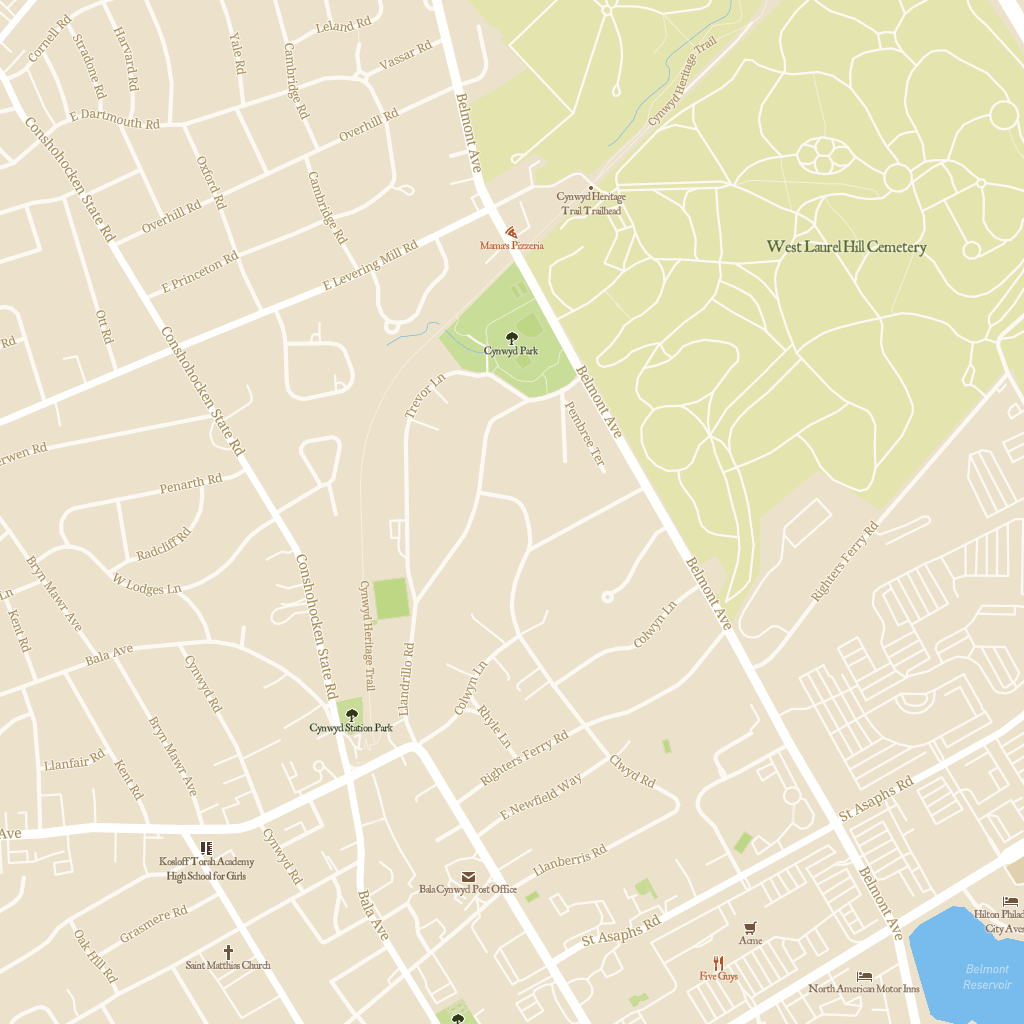 Cornell Rd
Stradone Rd
Harvard Rd
Yale Rd
Leland Rd
Cambridge Rd
Vassar Rd
Overhill Rd
Belmont Ave
Cynwyd Heritage Trail
E Dartmouth Rd
Conshohocken State Rd
Oxford Rd
Cambridge Rd
Overhill Rd
E Princeton Rd
E Levering Mill Rd
Cynwyd Heritage
Trail Trailhead
Mama's Pizzeria
West Laurel Hill Cemetery
Ott Rd
Rd
Conshohocken State Rd
Cynwyd Park
Trevor Ln
Belmont Ave
Pembree Ter
erwen Rd
Penarth Rd
Radcliff Rd
W Lodges Ln
Bryn Mawr Ave
Ln
Kent Rd
Conshohocken State Rd
Cynwyd Heritage Trail
Righters Ferry Rd
Belmont Ave
Colwyn Ln
Bala Ave
Cynwyd Rd
Llandrillo Rd
Colwyn Ln
Rhyle Ln
Cynwyd Station Park
Bryn Mawr Ave
Llanfair Rd
Kent Rd
Righters Ferry Rd
Clwyd Rd
E Newfield Way
St Asaphs Rd
Ave
Cynwyd Rd
Kosloff Torah Academy
High School for Girls
Llanberris Rd
Bala Cynwyd Post Office
Belmont Ave
Bala Ave
Grasmere Rd
Oak Hill Rd
St Asaphs Rd
Acme
Saint Matthias Church
Five Guys
North American Motor Inns
Hilton Philad
City Aven
Belmont
Reservoir